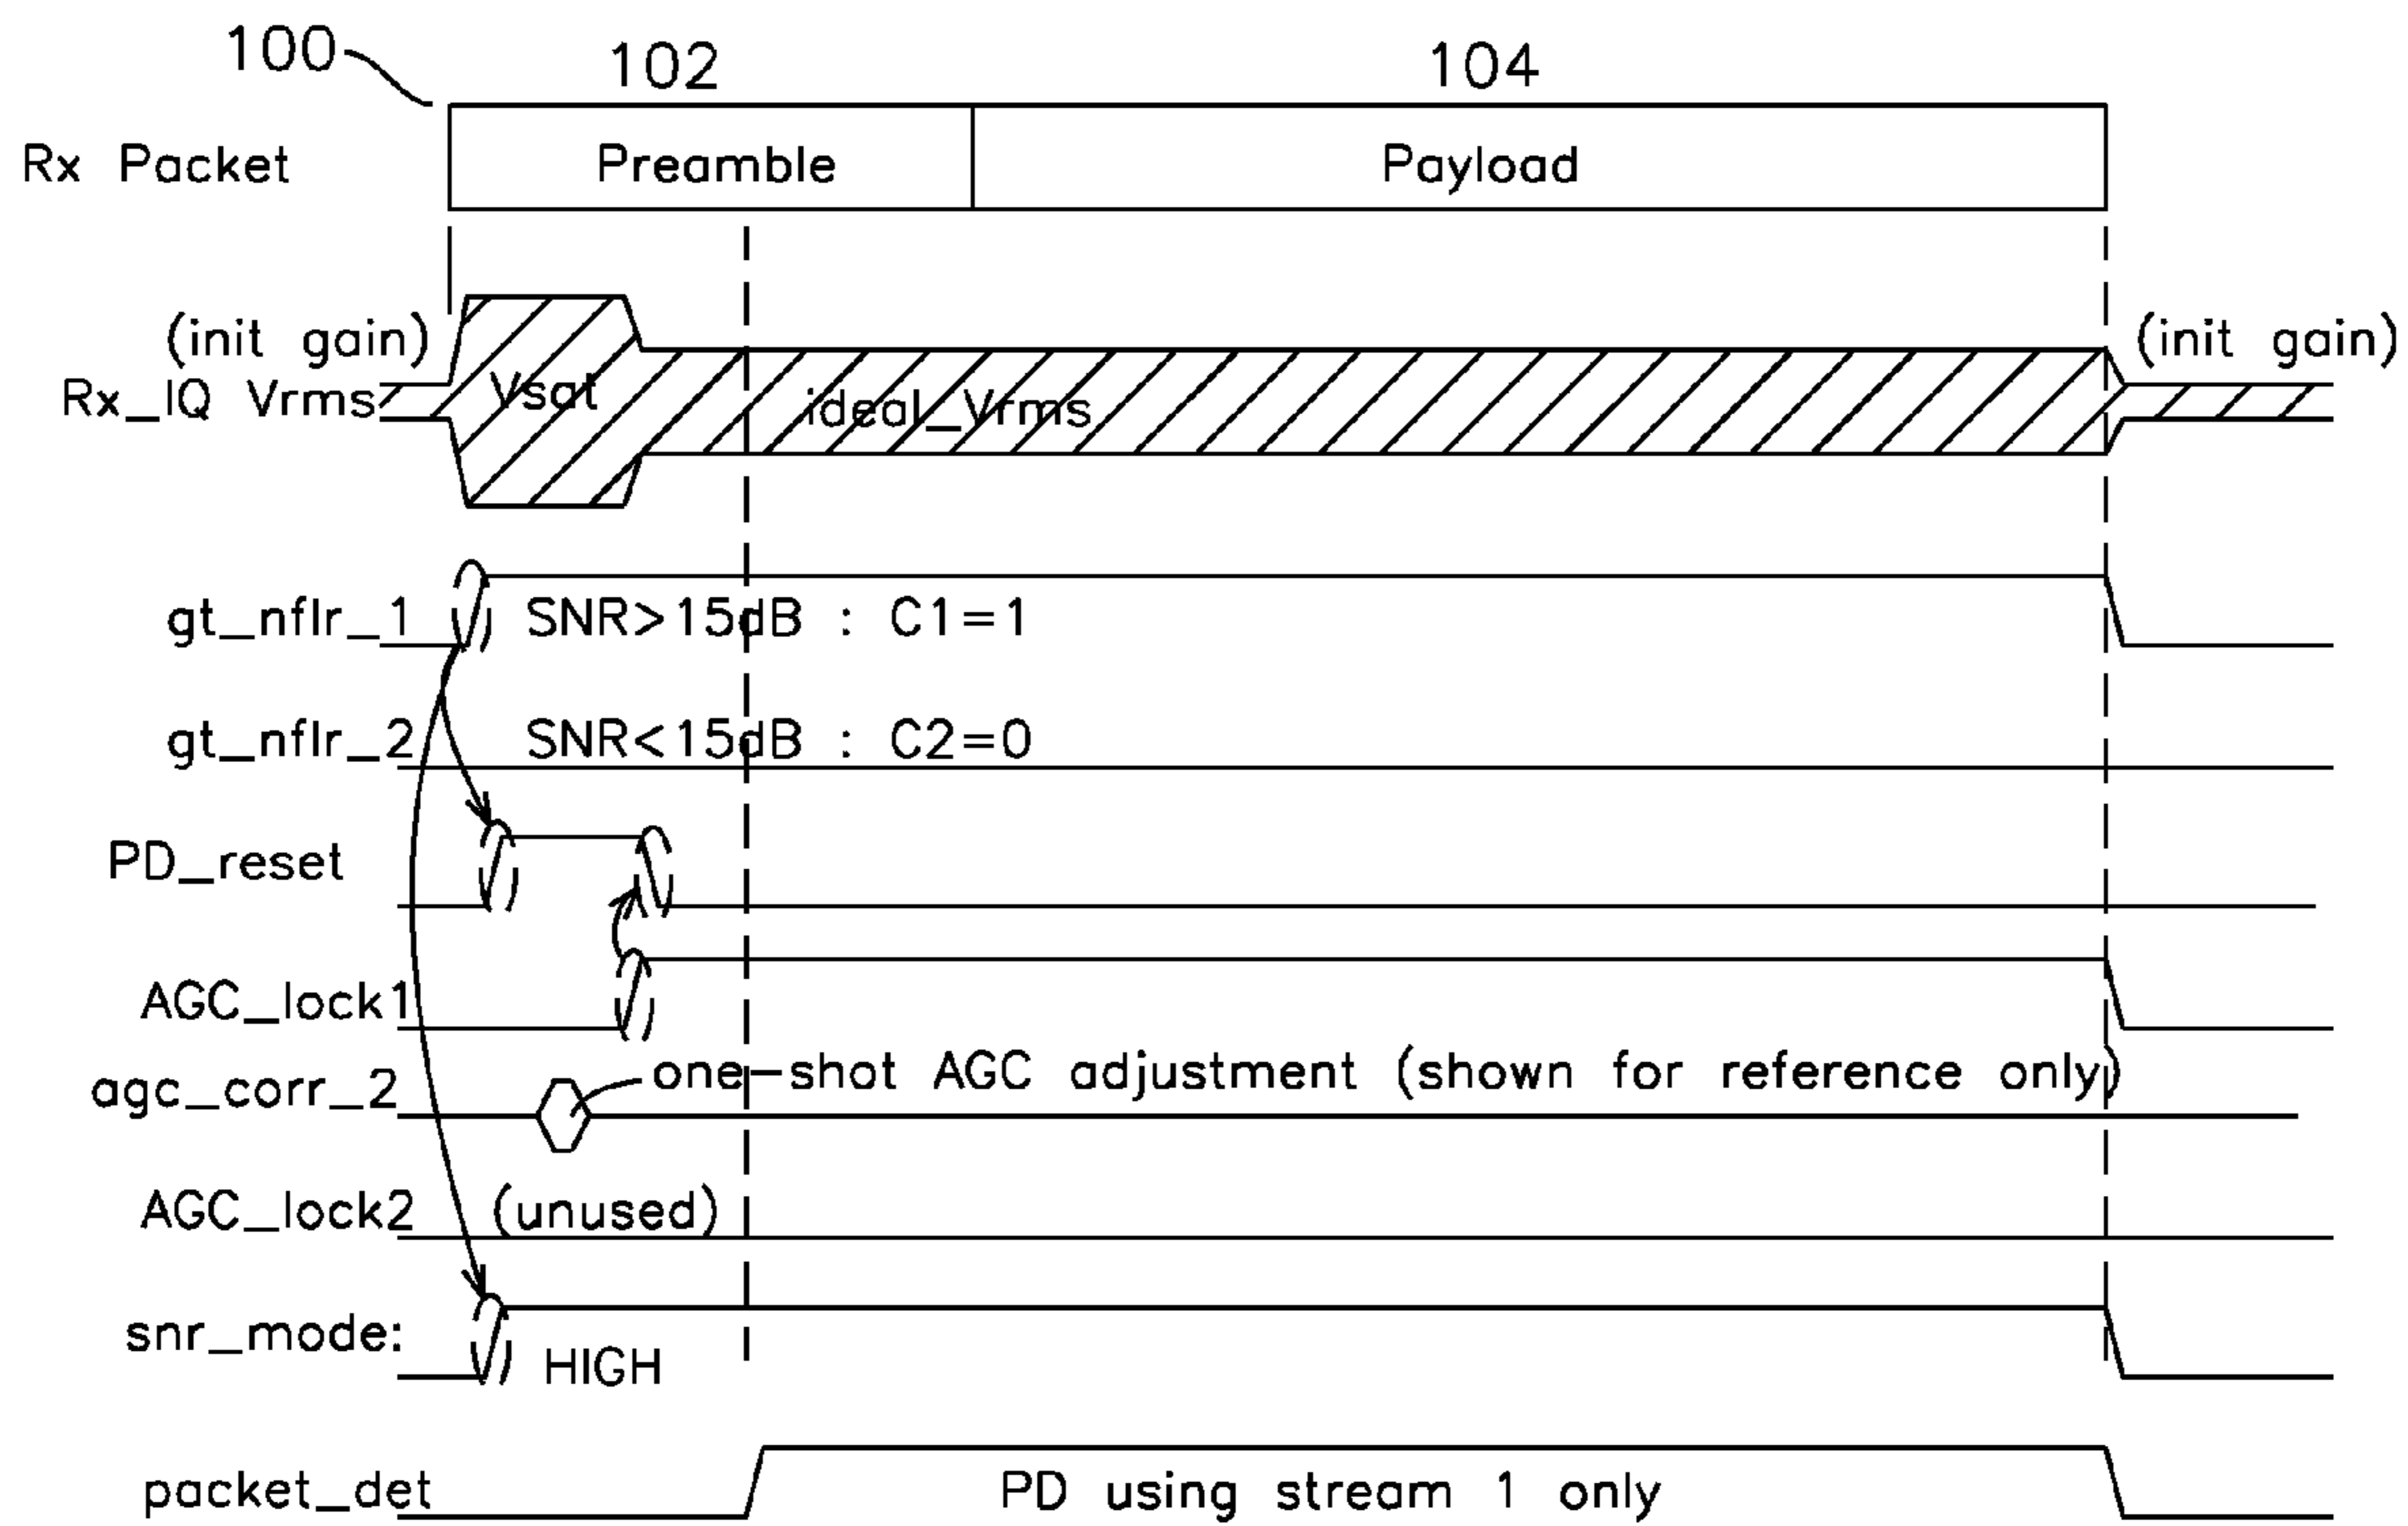 100
102
104
Rx Packet
Preamble
Payload
(init gain)
(init gain)
Rx_IQ Vrms
Vsat
ideal_Vrms
gt_nflr_1
SNR>15dB : C1=1
gt_nflr_2
SNR<15dB : C2=0
PD_reset
AGC_lock1
agc_corr_2
one-shot AGC adjustment (shown for reference only)
AGC_lock2
(unused)
snr_mode:
HIGH
packet_det
PD using stream 1 only